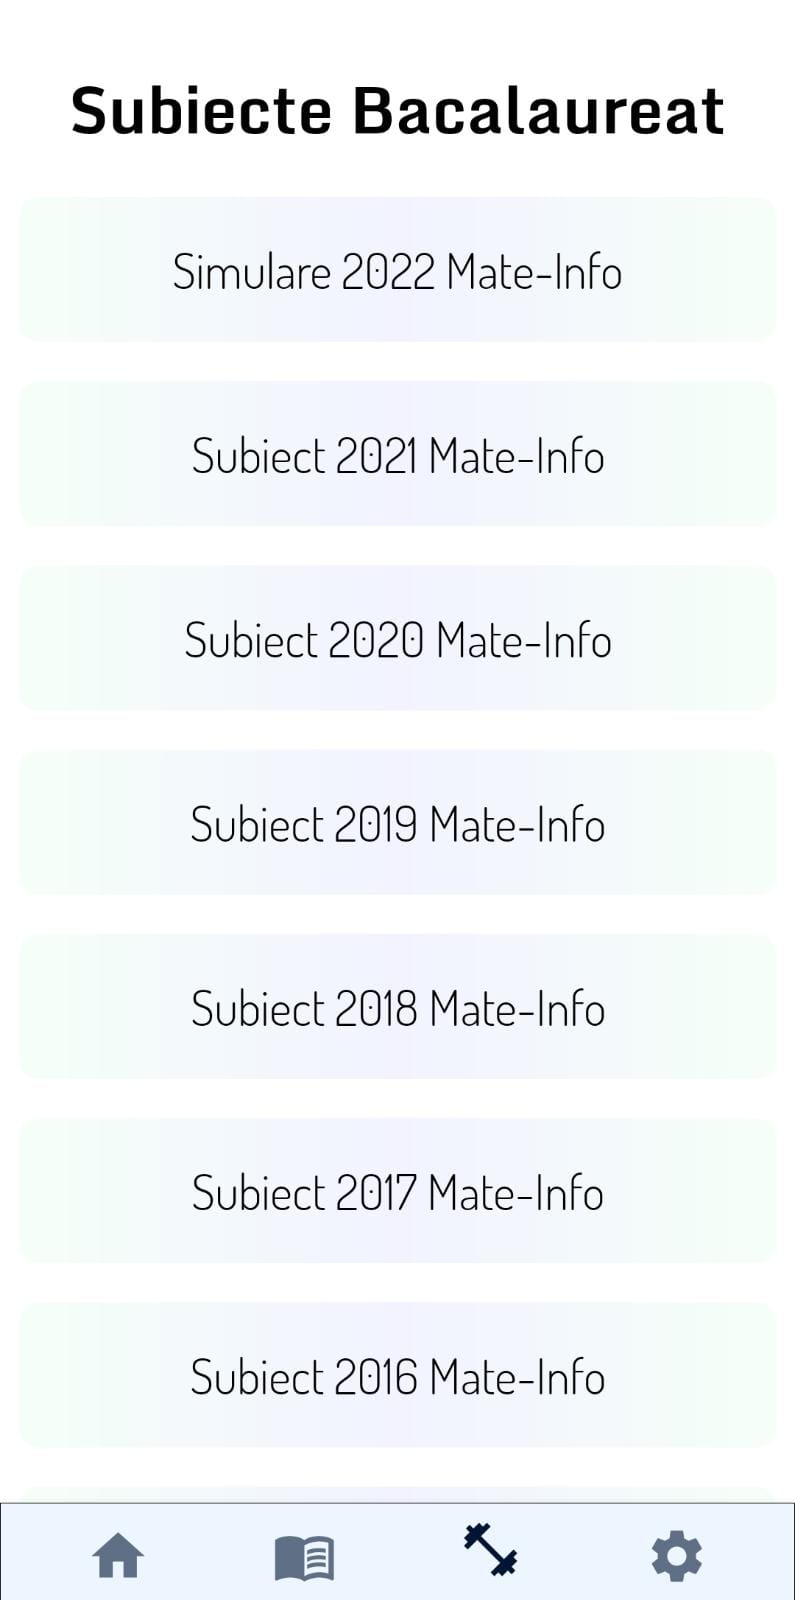 Subiecte Bacalaureat
Simulare 2022 Mate-Info
Subiect 2021 Mate-Info
Subiect 2020 Mate-Info
Subiect 2019 Mate-Info
Subiect 2018 Mate-Info
Subiect 2017 Mate-Info
Subiect 2016 Mate-Info